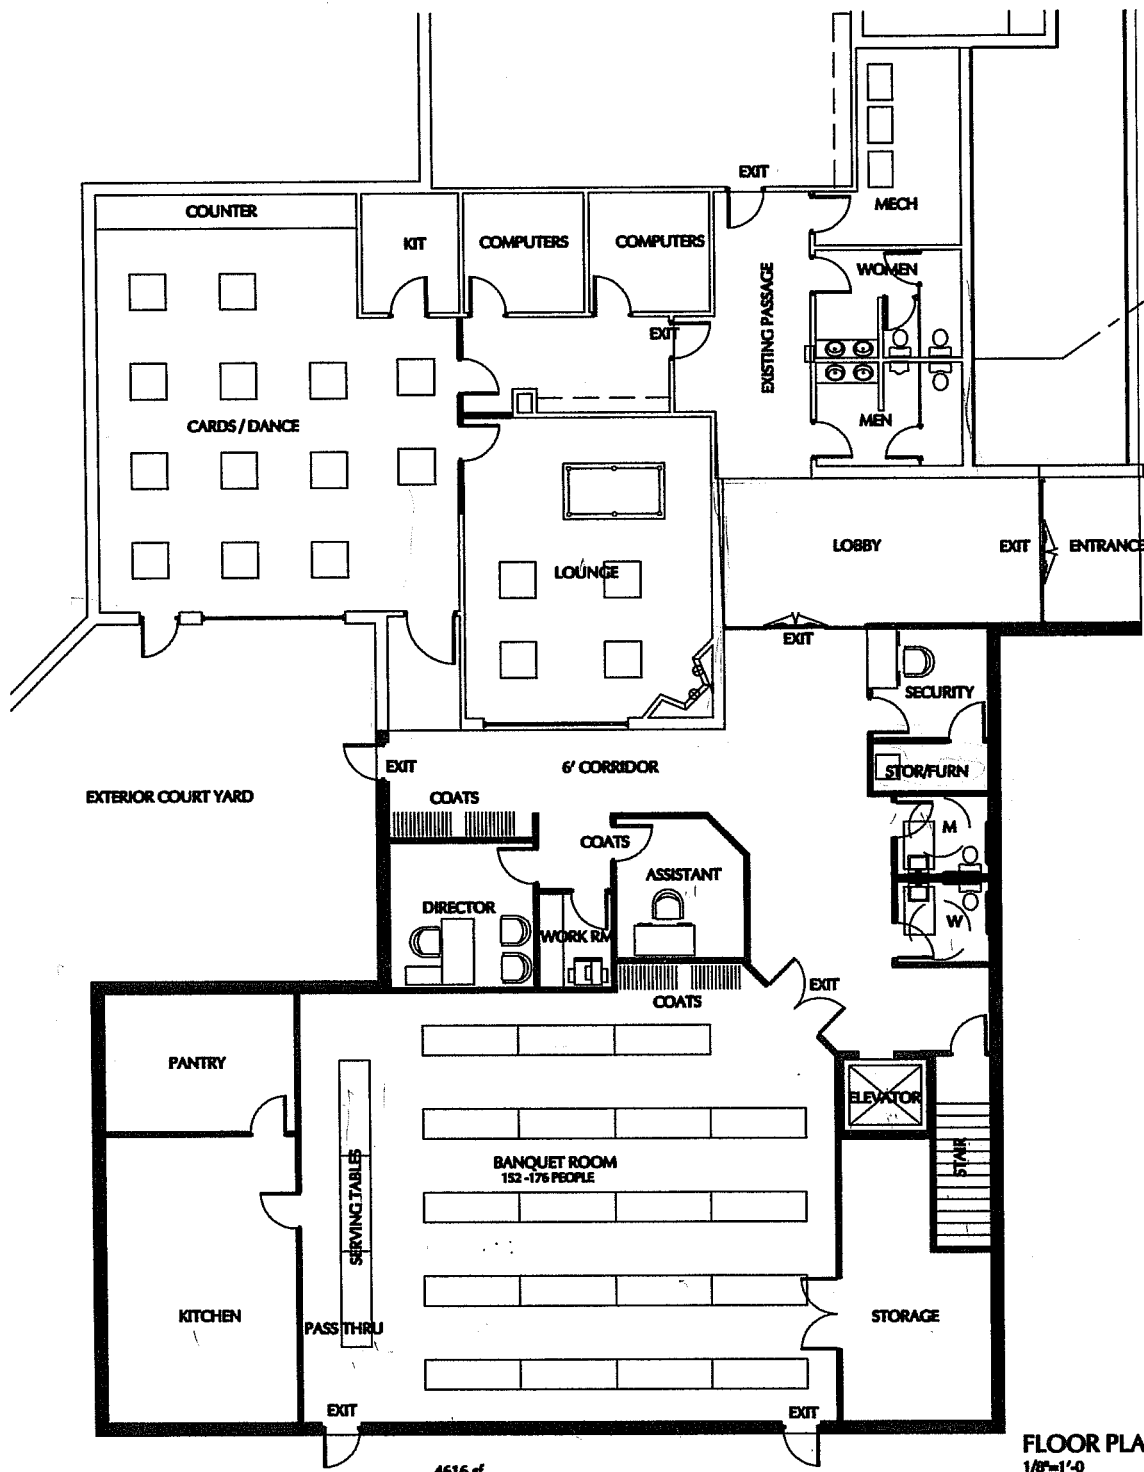 EXIT
COUNTER
MECH
KIT
COMPUTERS
COMPUTERS
WOMEN
EXISTING PASSAGE
EXIT
CARDS / DANCE
MEN
LOBBY
EXIT
ENTRANCE
LOUNGE
EXIT
SECURITY
EXIT
6' CORRIDOR
STOR/FURN
EXTERIOR COURT YARD
COATS
M
COATS
ASSISTANT
DIRECTOR
W
WORK RM
EXIT
COATS
PANTRY
ELEVATOR
STAIR
BANQUET ROOM
152 -176 PEOPLE
SERVING TABLES
KITCHEN
PASS THRU
STORAGE
EXIT
EXIT
FLOOR PLA
1/8"=1'-0
4616 sf